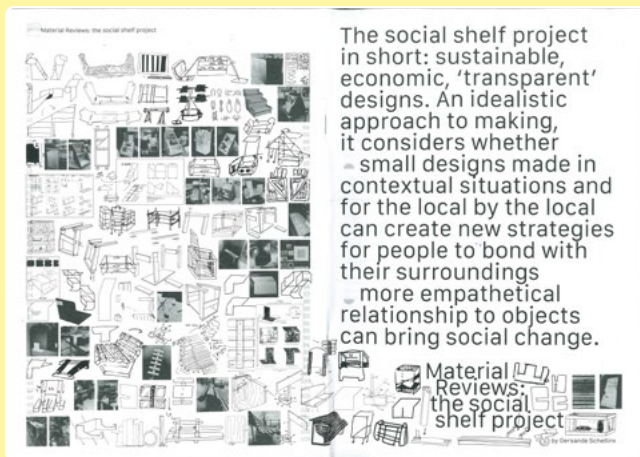 Material Reviews: the social shelf project
The social shelf project
in short: sustainable,
economic, ‘transparent’
designs. An idealistic
approach to making,
it considers whether
small designs made in
contextual situations and
for the local by the local
can create new strategies
for people to bond with
their surroundings
more empathetical
relationship to objects
can bring social change.
Material
Reviews:
the social
shelf project
by Gersande Schellinx